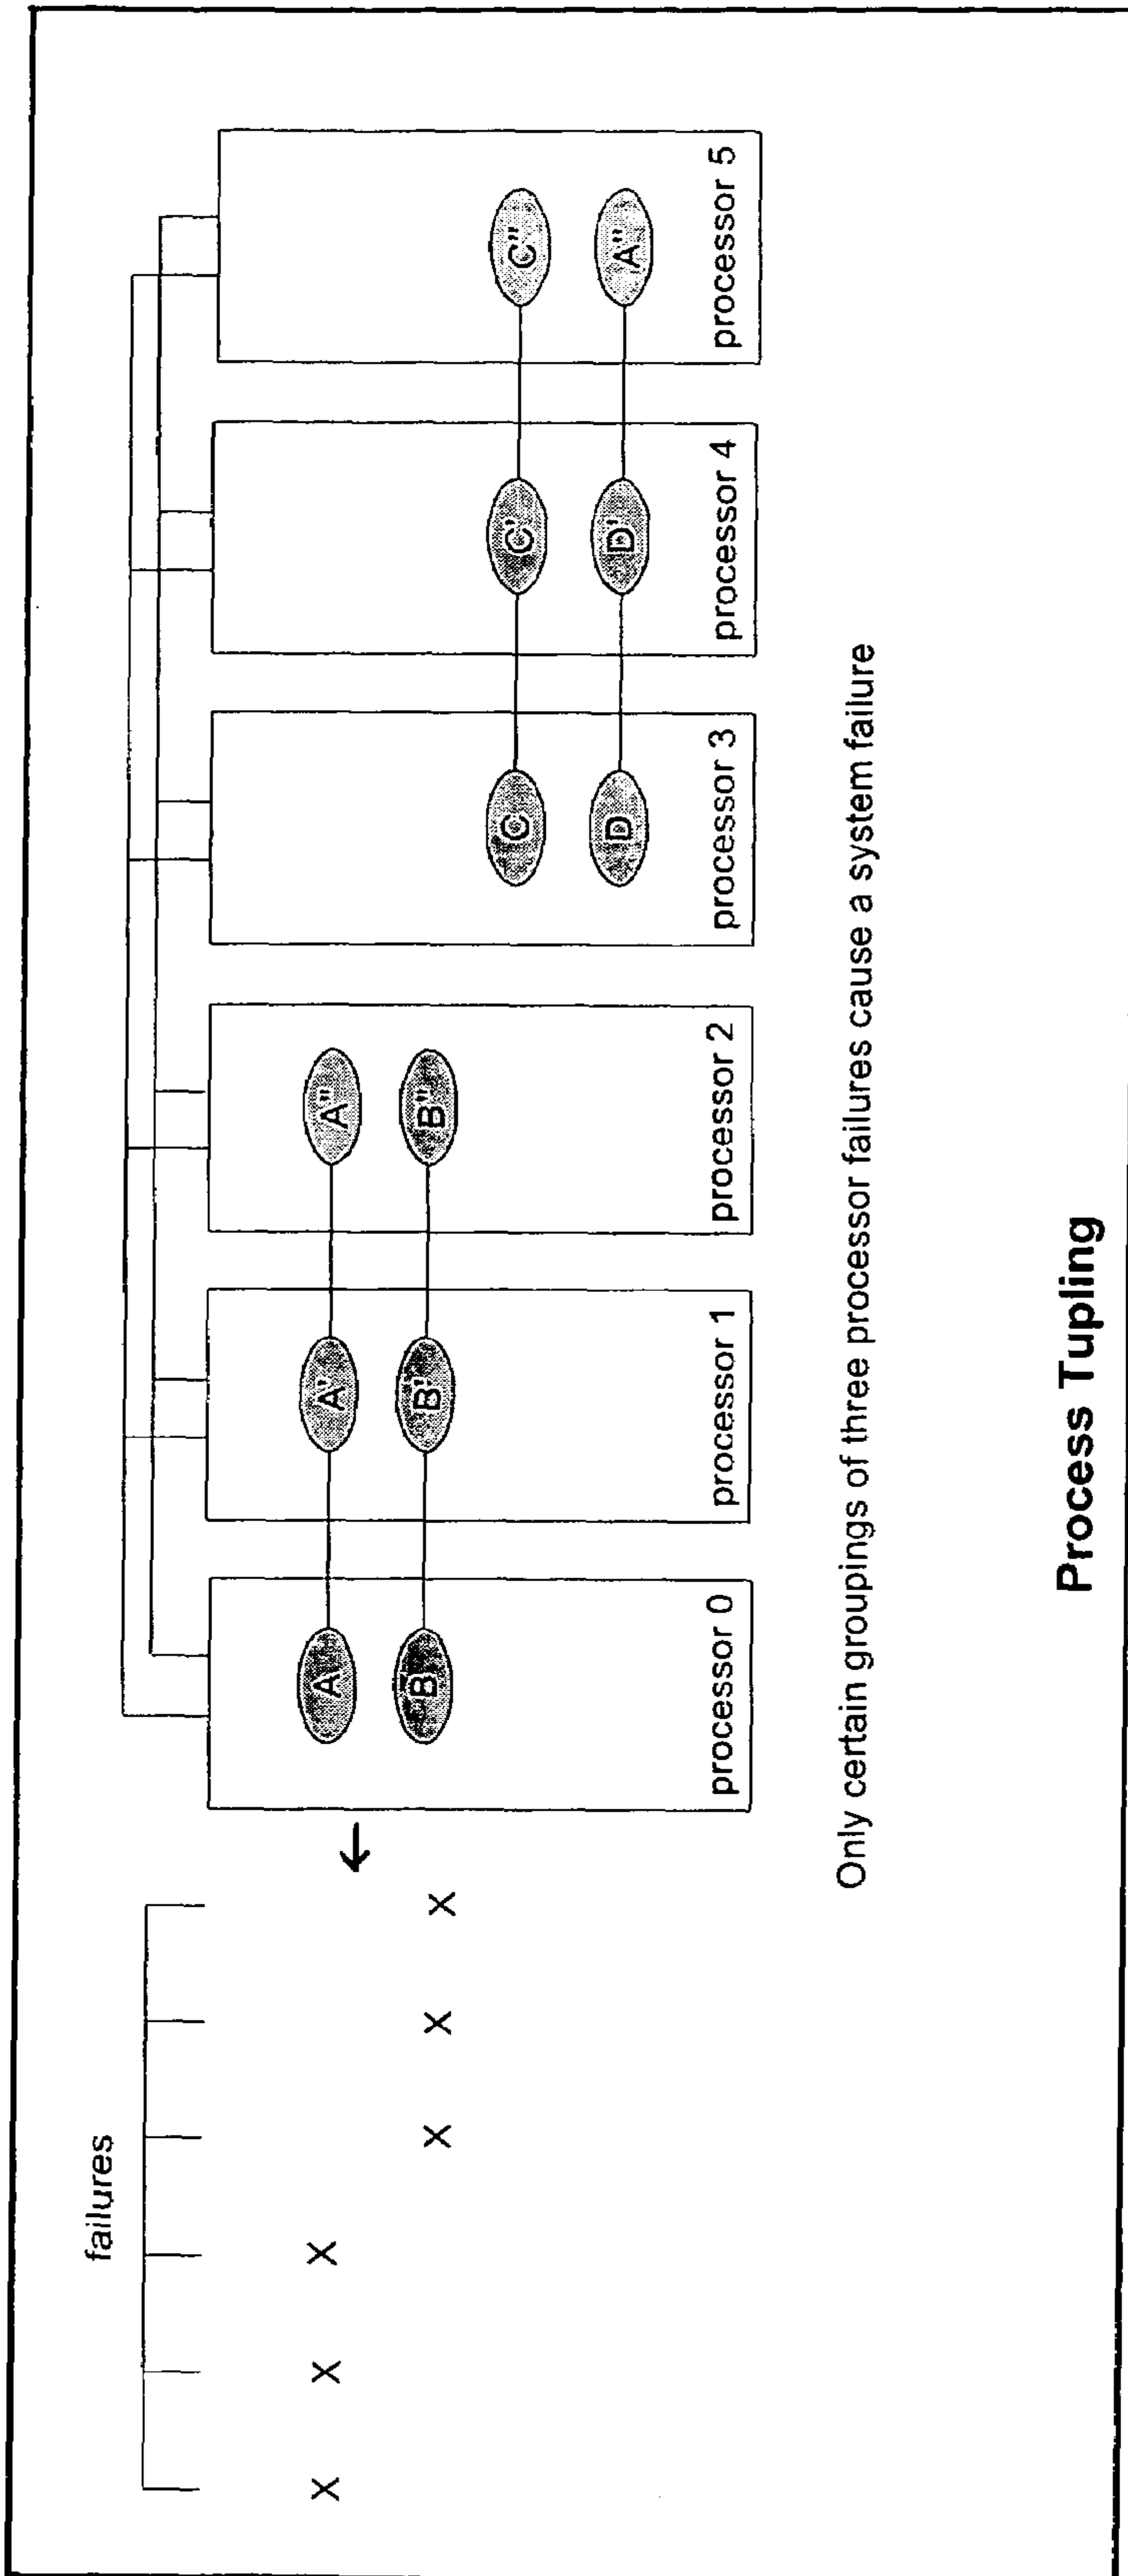 failures
X X X
X X X
←
A A' A"
B B' B"
C C' C"
D D' A"
processor 0 processor 1 processor 2 processor 3 processor 4 processor 5
Only certain groupings of three processor failures cause a system failure
Process Tupling